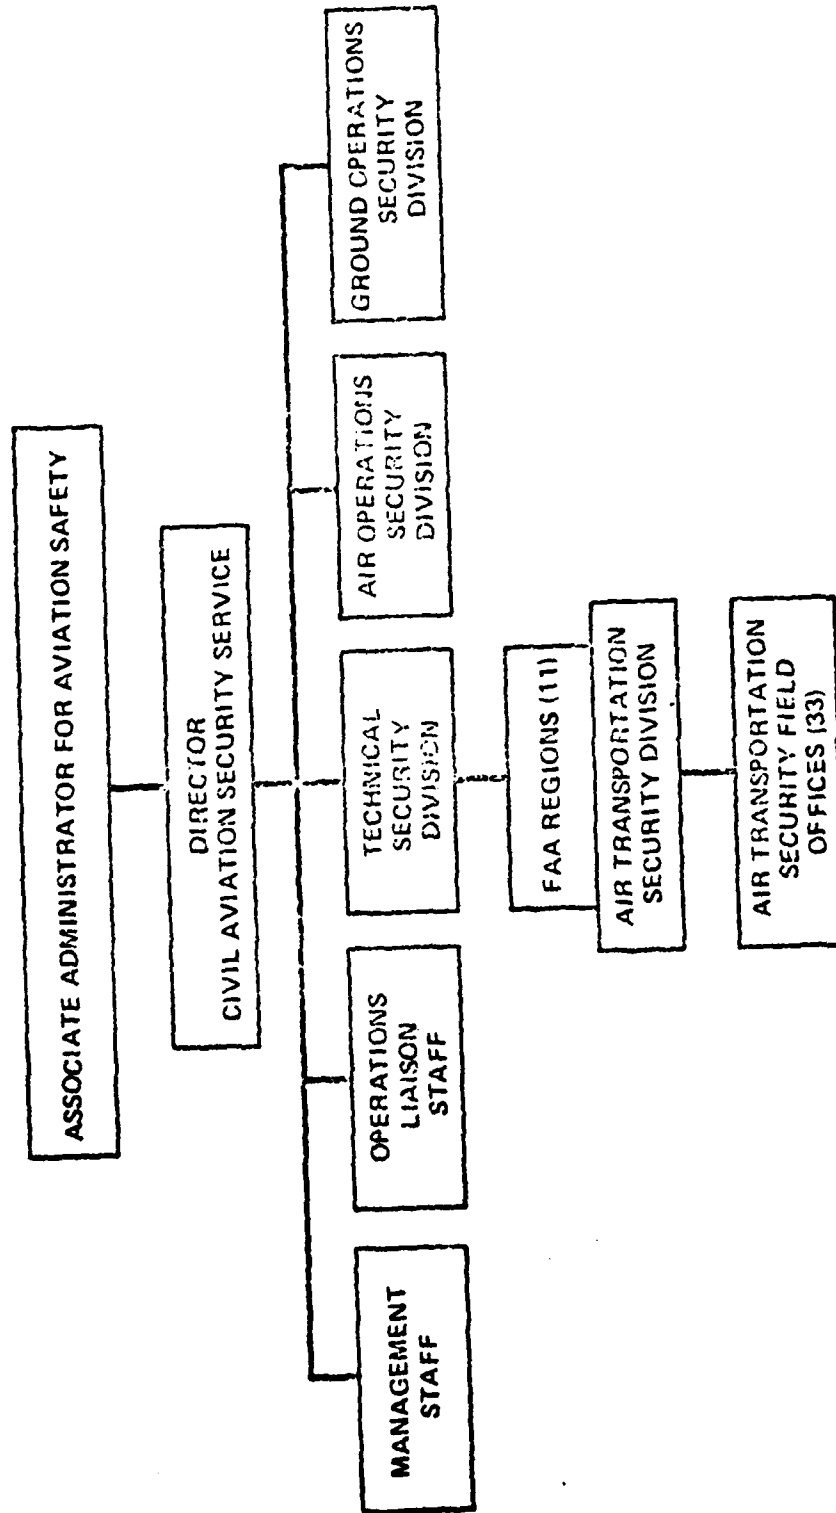 ASSOCIATE ADMINISTRATOR FOR AVIATION SAFETY
DIRECTOR
CIVIL AVIATION SECURITY SERVICE
MANAGEMENT
STAFF
OPERATIONS
LIAISON
STAFF
TECHNICAL
SECURITY
DIVISION
AIR OPERATIONS
SECURITY
DIVISION
GROUND CPERATIONS
SECURITY
DIVISION
FAA REGIONS (11)
AIR TRANSPORTATION
SECURITY DIVISION
AIR TRANSPORTATION
SECURITY FIELD
OFFICES (33)